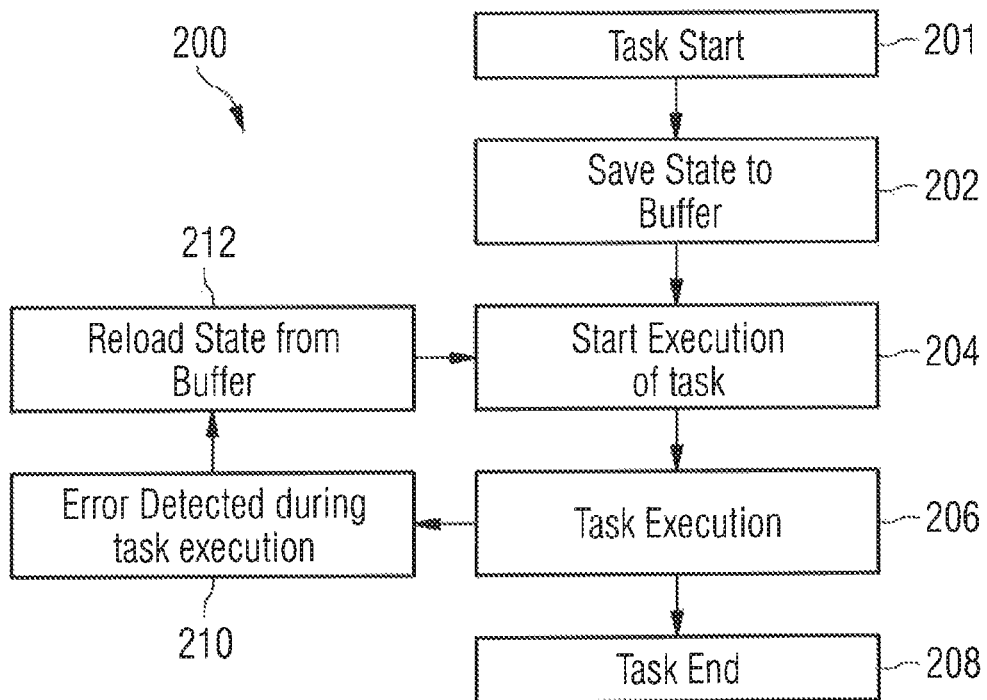 200
Task Start
201
Save State to
Buffer
202
212
Reload State from
Buffer
Start Execution
of task
204
Error Detected during
task execution
210
Task Execution
206
Task End
208